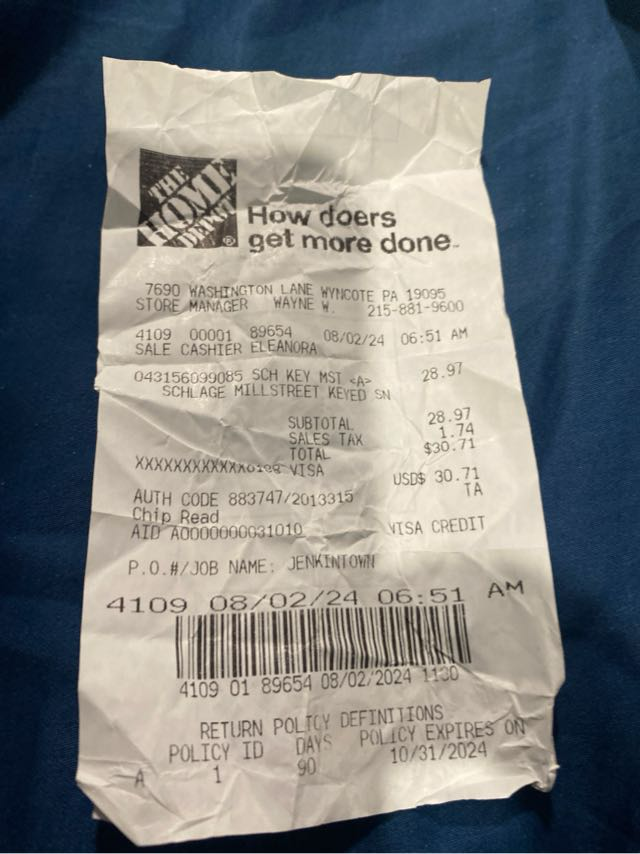 THE
HOME
DEPOT ®
How doers
get more done™
7690 WASHINGTON LANE WYNCOTE PA 19095
STORE MANAGER WAYNE W. 215-881-9600
4109 00001 89654 08/02/24 06:51 AM
SALE CASHIER ELEANORA
043156099085 SCH KEY MST <A> 28.97
SCHLAGE MILLSTREET KEYED SN
SUBTOTAL 28.97
SALES TAX 1.74
TOTAL $30.71
VISA
USD$ 30.71
AUTH CODE 883747/2013315 TA
Chip Read
AID A0000000031010 VISA CREDIT
P.O.#/JOB NAME: JENKINTOWN
4109 08/02/24 06:51 AM
4109 01 89654 08/02/2024 1130
RETURN POLICY DEFINITIONS
POLICY ID DAYS POLICY EXPIRES ON
A 1 90 10/31/2024